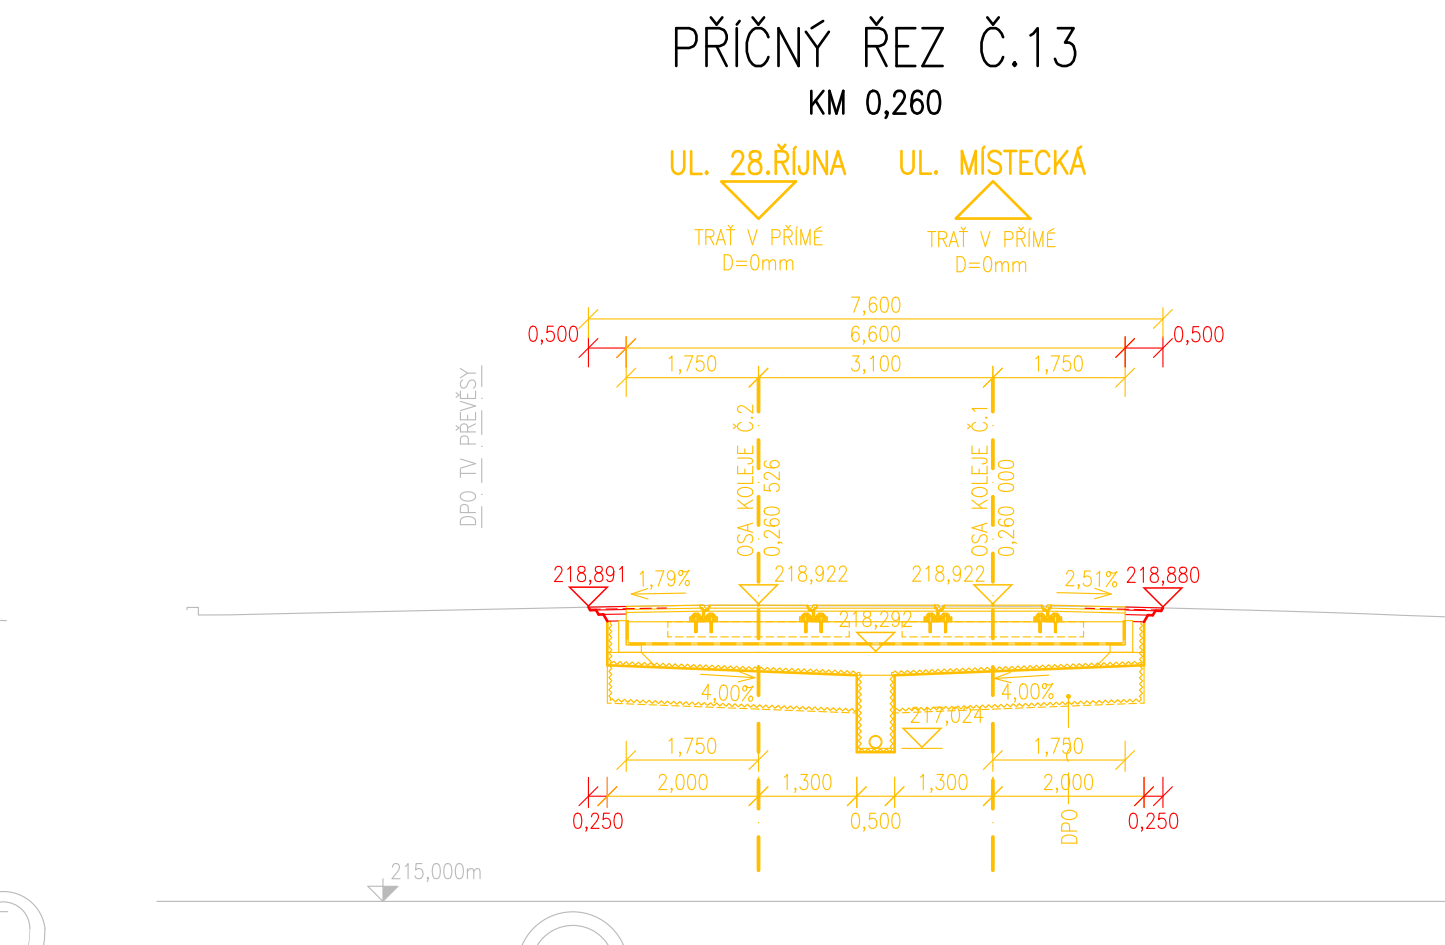 PŘÍČNÝ ŘEZ Č.13
KM 0,260
UL. 28.ŘÍJNA
UL. MÍSTECKÁ
TRAŤ V PŘÍMÉ
D=0mm
TRAŤ V PŘÍMÉ
D=0mm
7,600
0,500
6,600
0,500
1,750
3,100
1,750
DPO TV PŘEVĚSY
OSA KOLEJE Č.2
0,260 526
OSA KOLEJE Č.1
0,260 000
218,891
1,79%
218,922
218,922
2,51%
218,880
218,292
4,00%
4,00%
217,024
1,750
1,750
2,000
1,300
1,300
2,000
0,250
0,500
DPO
0,250
215,000m